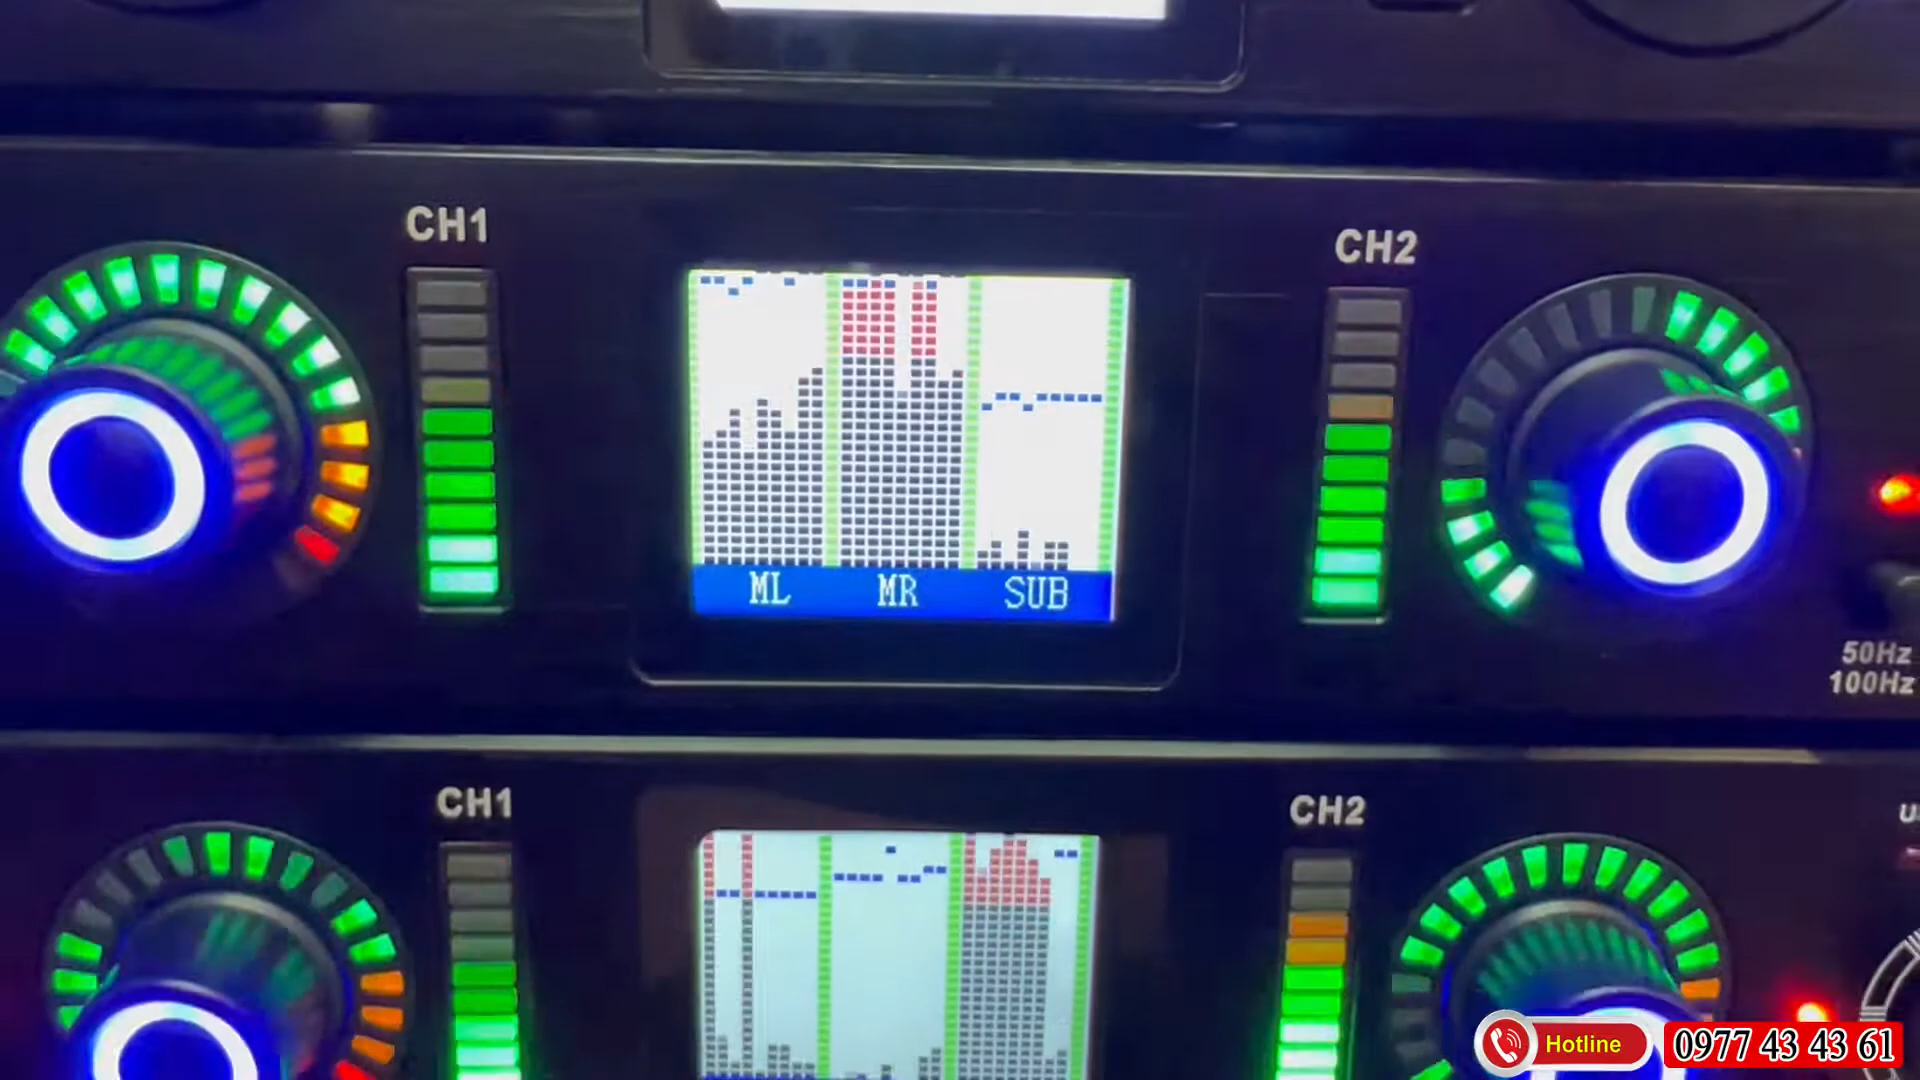 CH1
CH2
ML MR SUB
50Hz
100Hz
CH1
CH2
Hotline
0977 43 43 61